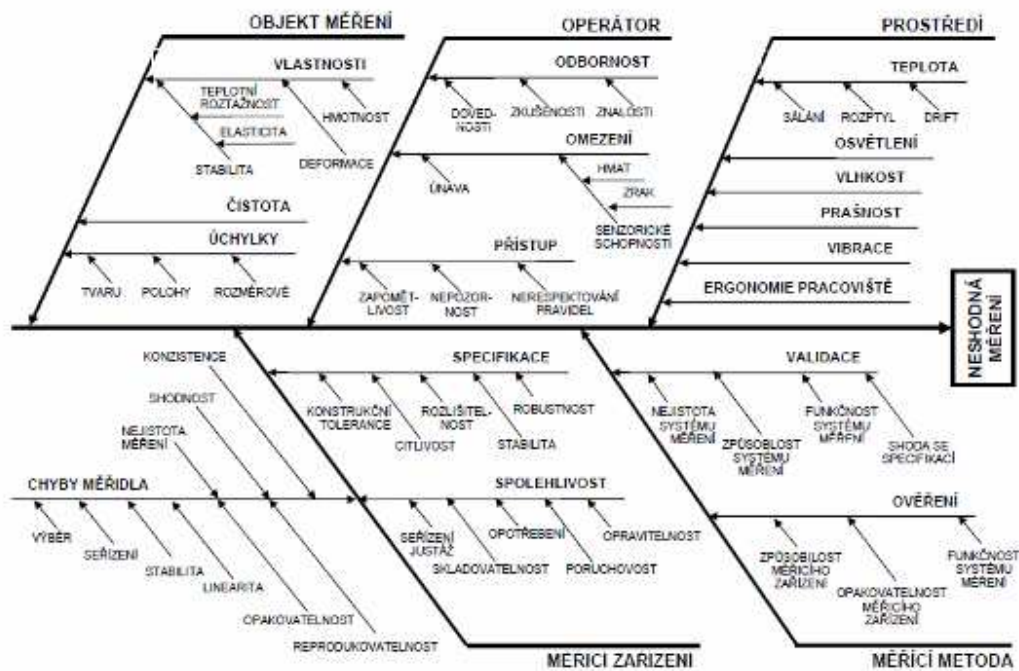 OBJEKT MĚŘENÍ
VLASTNOSTI
TEPLOTNÍ
ROZTAŽNOST
ELASTICITA
STABILITA
HMOTNOST
DEFORMACE
ČISTOTA
ÚCHYLKY
TVARU
POLOHY
ROZMĚROVÉ
OPERÁTOR
ODBORNOST
DOVED-
NOSTI
ZKUŠENOSTI
ZNALOSTI
OMEZENÍ
ÚNAVA
HMAT
ZRAK
SENZORICKÉ
SCHOPNOSTI
PŘÍSTUP
ZAPOMĚT-
LIVOST
NEPOZOR-
NOST
NERESPEKTOVÁNÍ
PRAVIDEL
PROSTŘEDÍ
TEPLOTA
SÁLÁNÍ
ROZPTYL
DRIFT
OSVĚTLENÍ
VLHKOST
PRAŠNOST
VIBRACE
ERGONOMIE PRACOVIŠTĚ
NESHODNÁ
MĚŘENÍ
KONZISTENCE
SHODNOST
NEJISTOTA
MĚŘENÍ
CHYBY MĚŘIDLA
VÝBĚR
SEŘÍZENÍ
STABILITA
LINEARITA
OPAKOVATELNOST
REPRODUKOVATELNOST
SPECIFIKACE
KONSTRUKČNÍ
TOLERANCE
CITLIVOST
ROZLIŠITEL-
NOST
STABILITA
ROBUSTNOST
SPOLEHLIVOST
SEŘÍZENÍ
JUSTÁŽ
SKLADOVATELNOST
OPOTŘEBENÍ
PORUCHOVOST
OPRAVITELNOST
MĚŘICÍ ZAŘÍZENÍ
VALIDACE
NEJISTOTA
SYSTÉMU
MĚŘENÍ
ZPŮSOBLOST
SYSTÉMU
MĚŘENÍ
FUNKČNOST
SYSTÉMU
MĚŘENÍ
SHODA SE
SPECIFIKACÍ
OVĚŘENÍ
ZPŮSOBILOST
MĚŘICÍHO
ZAŘÍZENÍ
OPAKOVATELNOST
MĚŘICÍHO
ZAŘÍZENÍ
FUNKČNOST
SYSTÉMU
MĚŘENÍ
MĚŘÍCÍ METODA